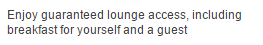 Enjoy guaranteed lounge access, including
breakfast for yourself and a guest